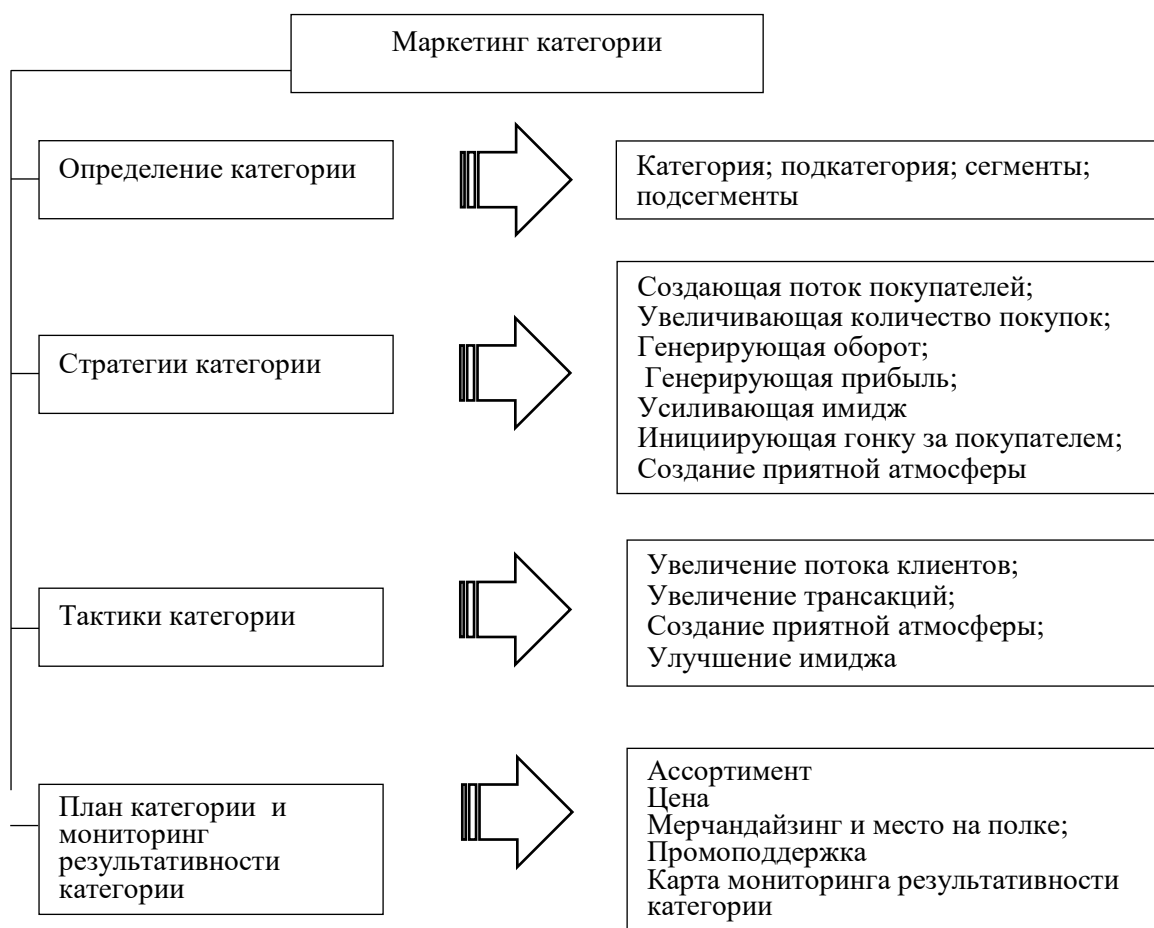 Маркетинг категории
Определение категории
Категория; подкатегория; сегменты;
подсегменты
Стратегии категории
Создающая поток покупателей;
Увеличивающая количество покупок;
Генерирующая оборот;
Генерирующая прибыль;
Усиливающая имидж
Инициирующая гонку за покупателем;
Создание приятной атмосферы
Тактики категории
Увеличение потока клиентов;
Увеличение трансакций;
Создание приятной атмосферы;
Улучшение имиджа
План категории и
мониторинг
результативности
категории
Ассортимент
Цена
Мерчандайзинг и место на полке;
Промоподдержка
Карта мониторинга результативности
категории